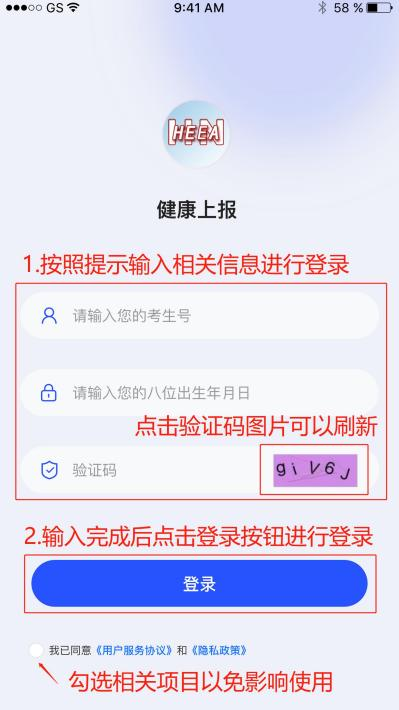 GS 9:41 AM 58 %
HEEA
健康上报
1.按照提示输入相关信息进行登录
请输入您的考生号
请输入您的八位出生年月日
点击验证码图片可以刷新
验证码 giV6J
2.输入完成后点击登录按钮进行登录
登录
我已同意《用户服务协议》和《隐私政策》
勾选相关项目以免影响使用